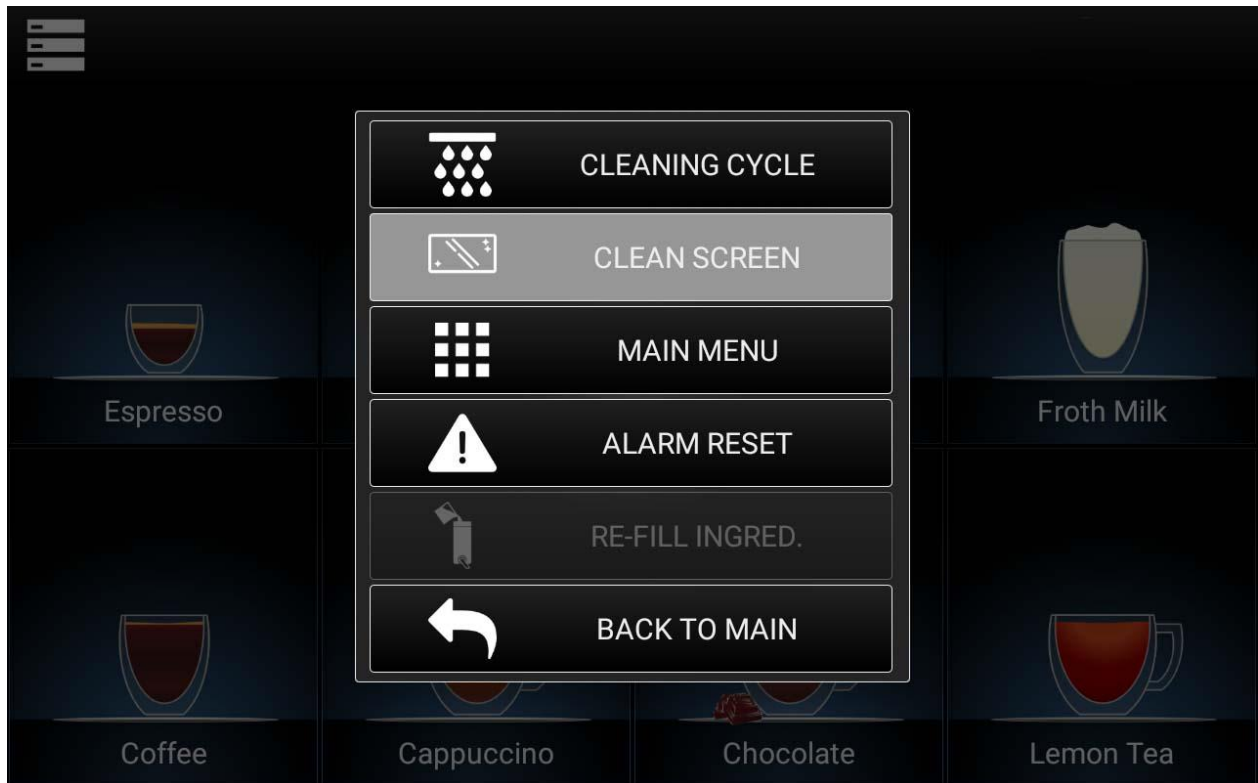 CLEANING CYCLE
CLEAN SCREEN
MAIN MENU
ALARM RESET
RE-FILL INGRED.
BACK TO MAIN
Espresso
Froth Milk
Coffee
Cappuccino
Chocolate
Lemon Tea